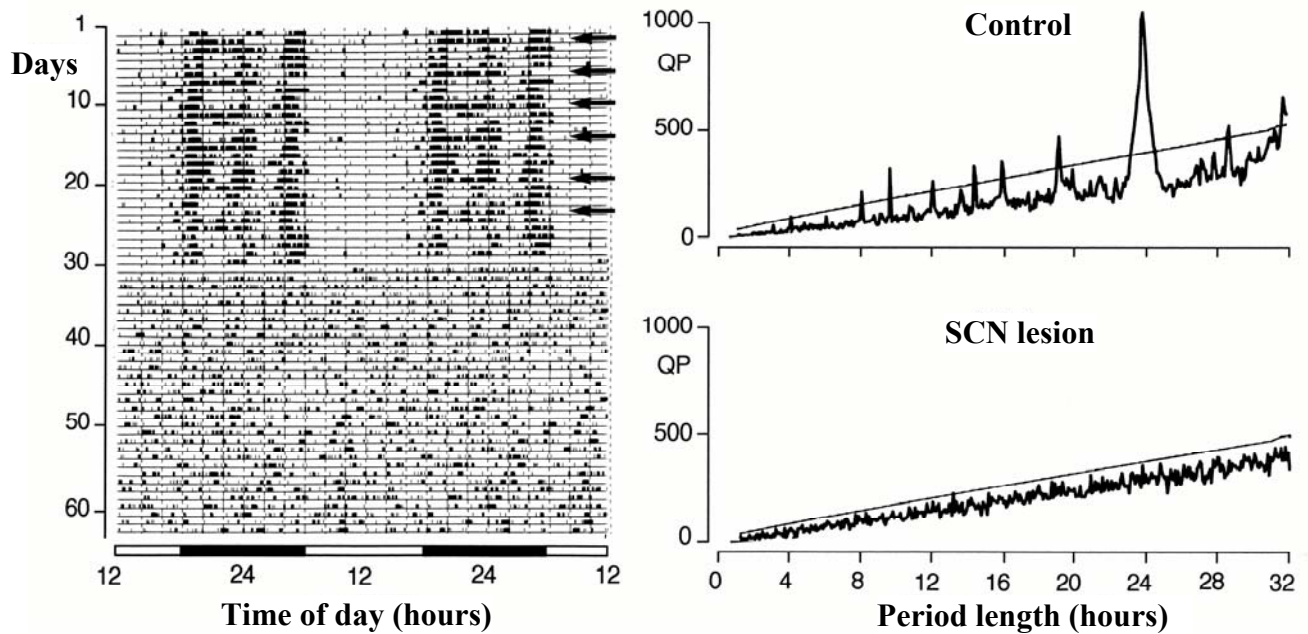 Days
1
10
20
30
40
50
60
12 24 12 24 12
Time of day (hours)
Control
1000
QP
500
0
SCN lesion
1000
QP
500
0
0 4 8 12 16 20 24 28 32
Period length (hours)